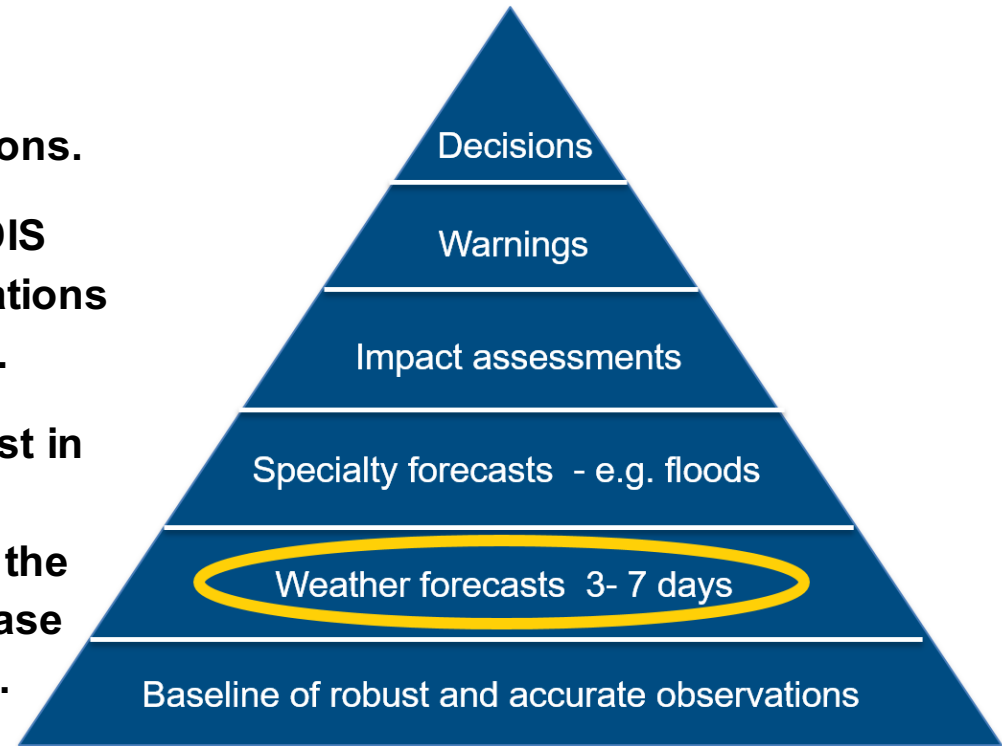 ons.
DIS
ations
.
st in
the
ase
.
Decisions
Warnings
Impact assessments
Specialty forecasts - e.g. floods
Weather forecasts 3- 7 days
Baseline of robust and accurate observations